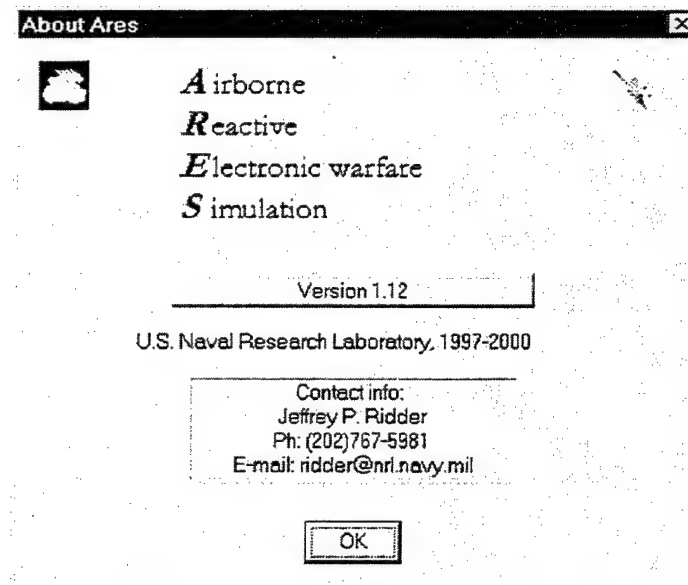 About Ares
Airborne
Reactive
Electronic warfare
Simulation
Version 1.12
U.S. Naval Research Laboratory, 1997-2000
Contact info:
Jeffrey P. Ridder
Ph: (202)767-5981
E-mail: ridder@nrl.navy.mil
OK